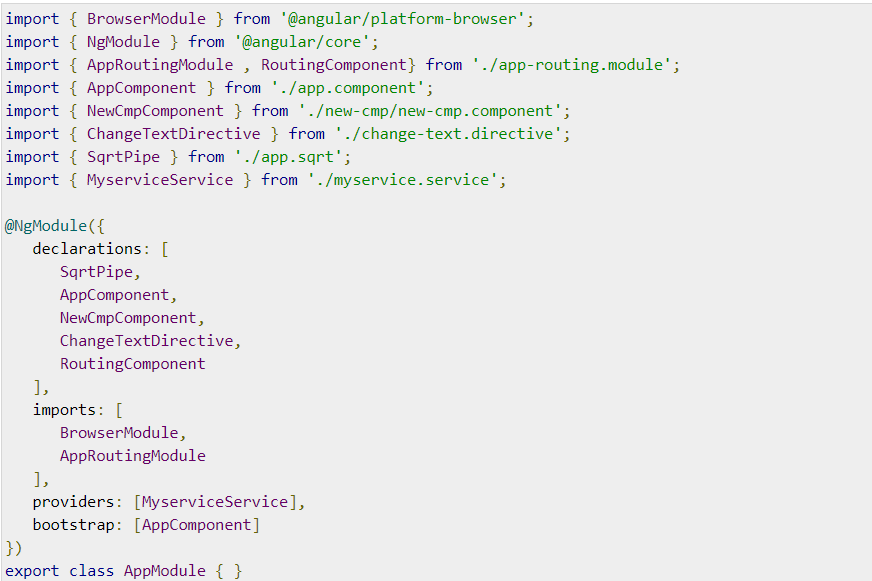 import { BrowserModule } from '@angular/platform-browser';
import { NgModule } from '@angular/core';
import { AppRoutingModule , RoutingComponent} from './app-routing.module';
import { AppComponent } from './app.component';
import { NewCmpComponent } from './new-cmp/new-cmp.component';
import { ChangeTextDirective } from './change-text.directive';
import { SqrtPipe } from './app.sqrt';
import { MyserviceService } from './myservice.service';

@NgModule({
   declarations: [
      SqrtPipe,
      AppComponent,
      NewCmpComponent,
      ChangeTextDirective,
      RoutingComponent
   ],
   imports: [
      BrowserModule,
      AppRoutingModule
   ],
   providers: [MyserviceService],
   bootstrap: [AppComponent]
})
export class AppModule { }